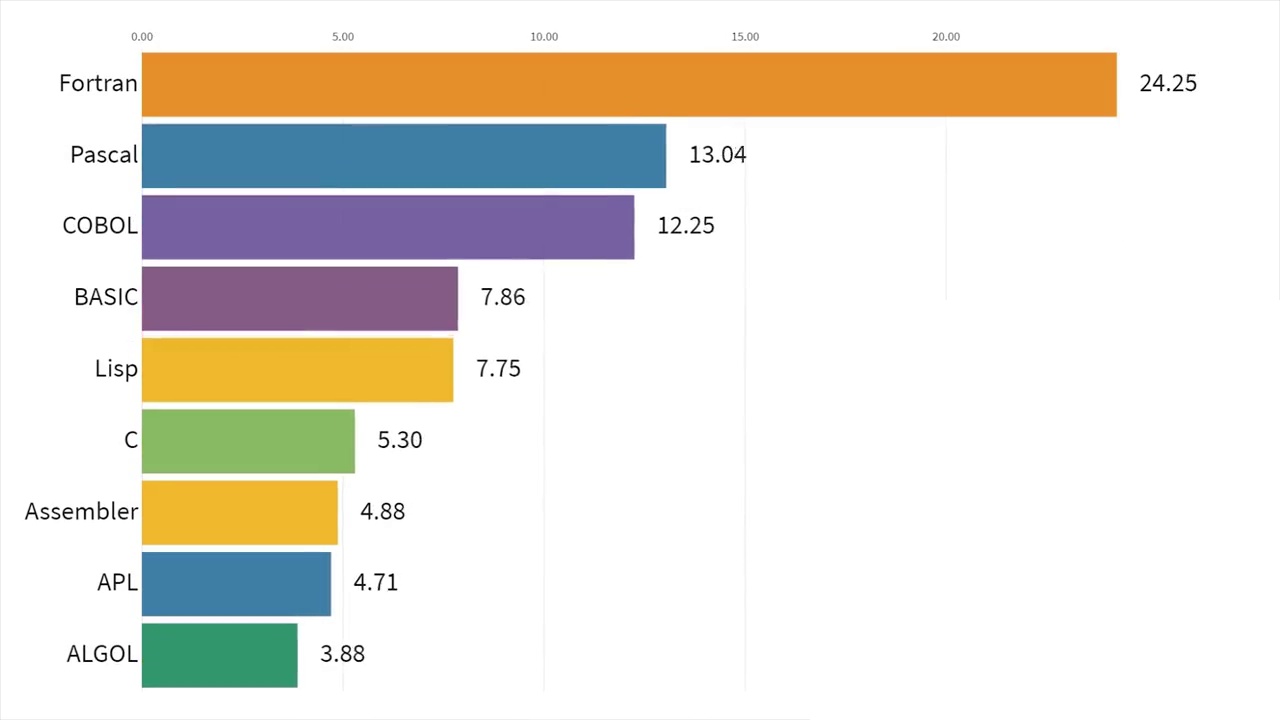 0.00 5.00 10.00 15.00 20.00
Fortran 24.25
Pascal 13.04
COBOL 12.25
BASIC 7.86
Lisp 7.75
C 5.30
Assembler 4.88
APL 4.71
ALGOL 3.88